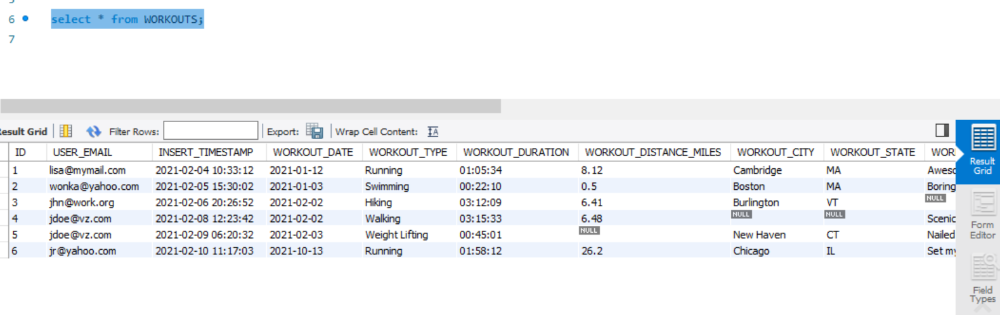 6 select * from WORKOUTS;
7
Result Grid Filter Rows: Export: Wrap Cell Content:
ID USER_EMAIL INSERT_TIMESTAMP WORKOUT_DATE WORKOUT_TYPE WORKOUT_DURATION WORKOUT_DISTANCE_MILES WORKOUT_CITY WORKOUT_STATE WOR
1 lisa@mymail.com 2021-02-04 10:33:12 2021-01-12 Running 01:05:34 8.12 Cambridge MA Aweso
2 wonka@yahoo.com 2021-02-05 15:30:02 2021-01-03 Swimming 00:22:10 0.5 Boston MA Boring
3 jhn@work.org 2021-02-06 20:26:52 2021-02-02 Hiking 03:12:09 6.41 Burlington VT NULL
4 jdoe@vz.com 2021-02-08 12:23:42 2021-02-02 Walking 03:15:33 6.48 NULL NULL Scenic
5 jdoe@vz.com 2021-02-09 06:20:32 2021-02-03 Weight Lifting 00:45:01 NULL New Haven CT Nailed
6 jr@yahoo.com 2021-02-10 11:17:03 2021-10-13 Running 01:58:12 26.2 Chicago IL Set my
Result
Grid
Form
Editor
Field
Types